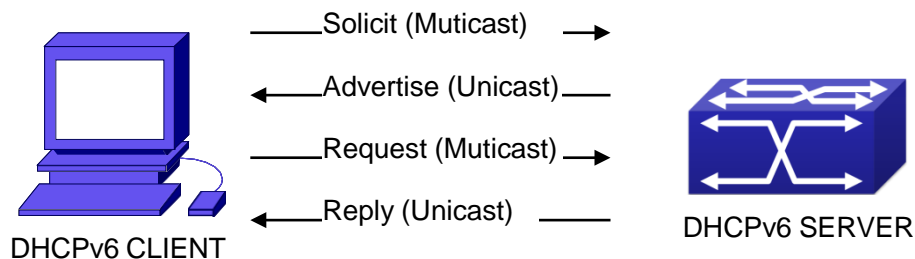 Solicit (Muticast)
Advertise (Unicast)
Request (Muticast)
Reply (Unicast)
DHCPv6 CLIENT
DHCPv6 SERVER